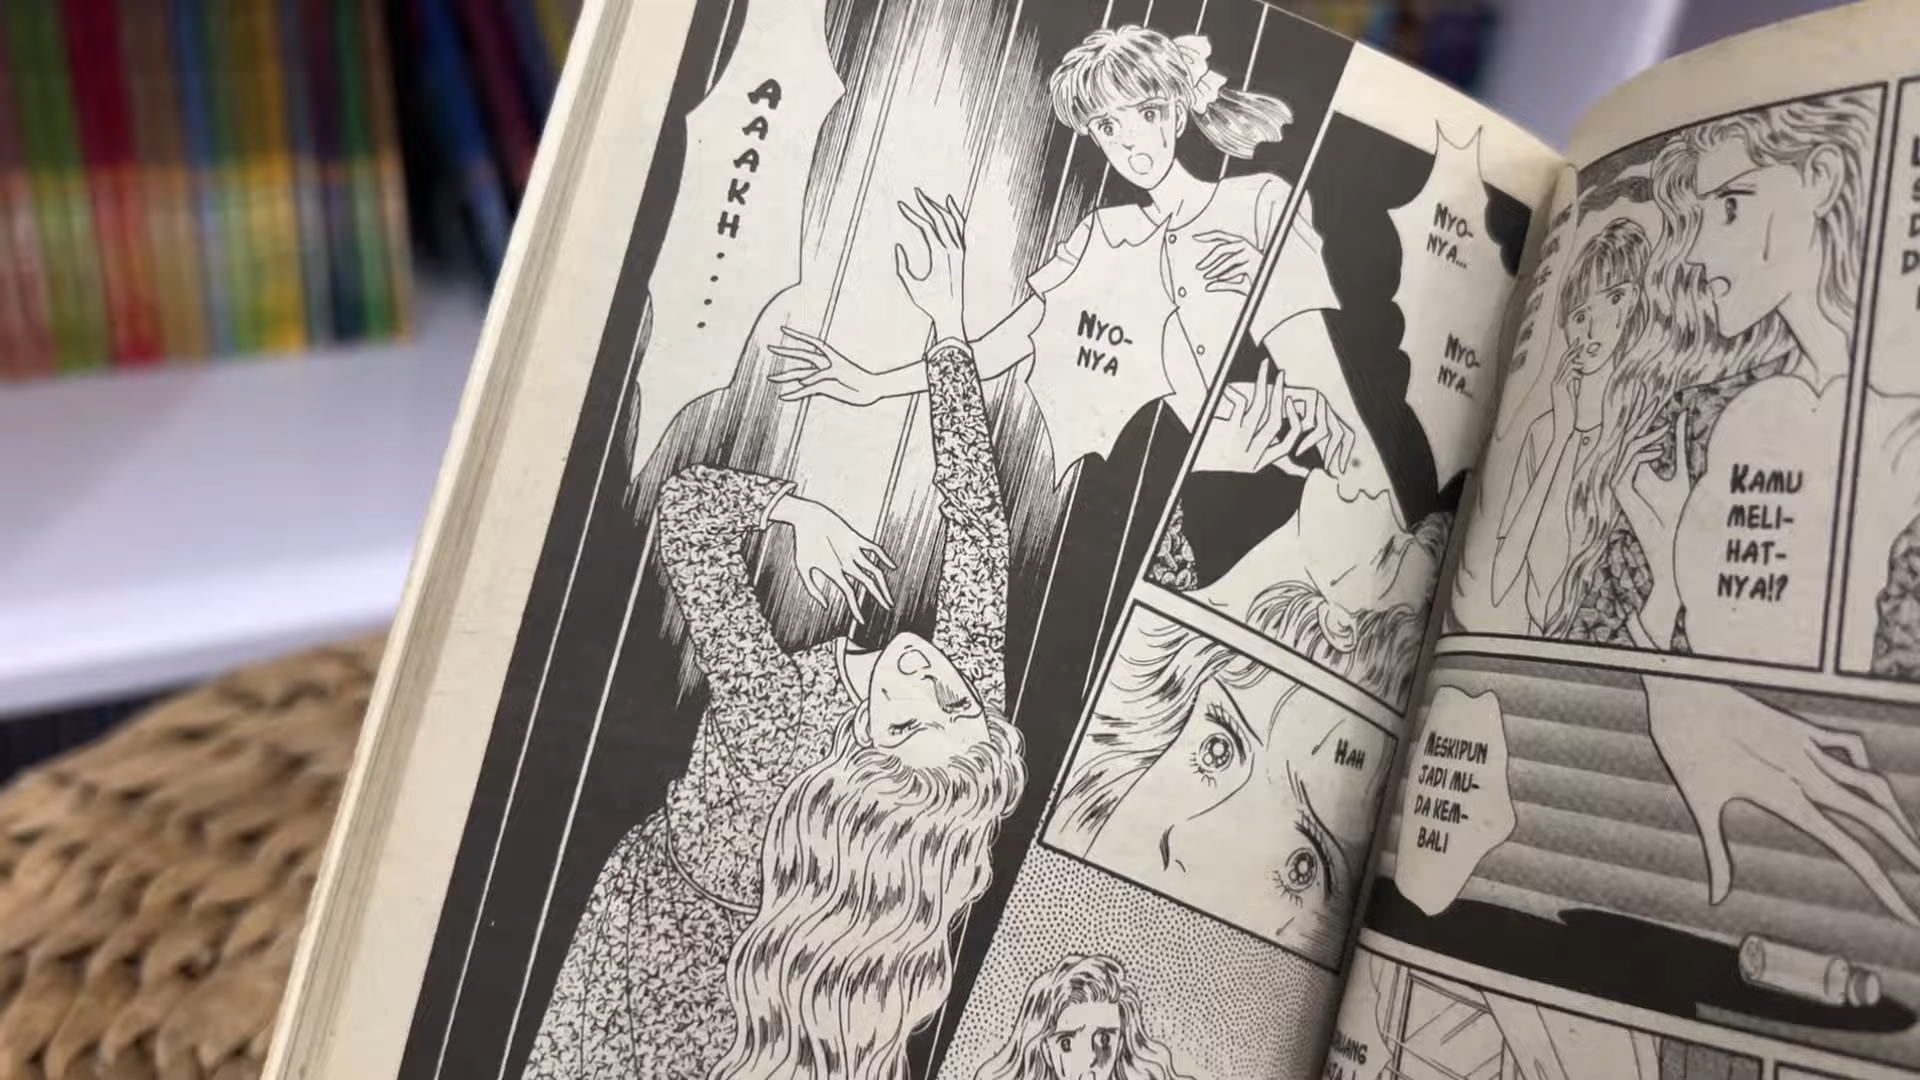 AAAKH.....
NYO-
NYA
NYO-
NYA...
NYO-
NYA...
HAH
KAMU
MELI-
HAT-
NYA!?
MESKIPUN
JADI MU-
DA KEM-
BALI